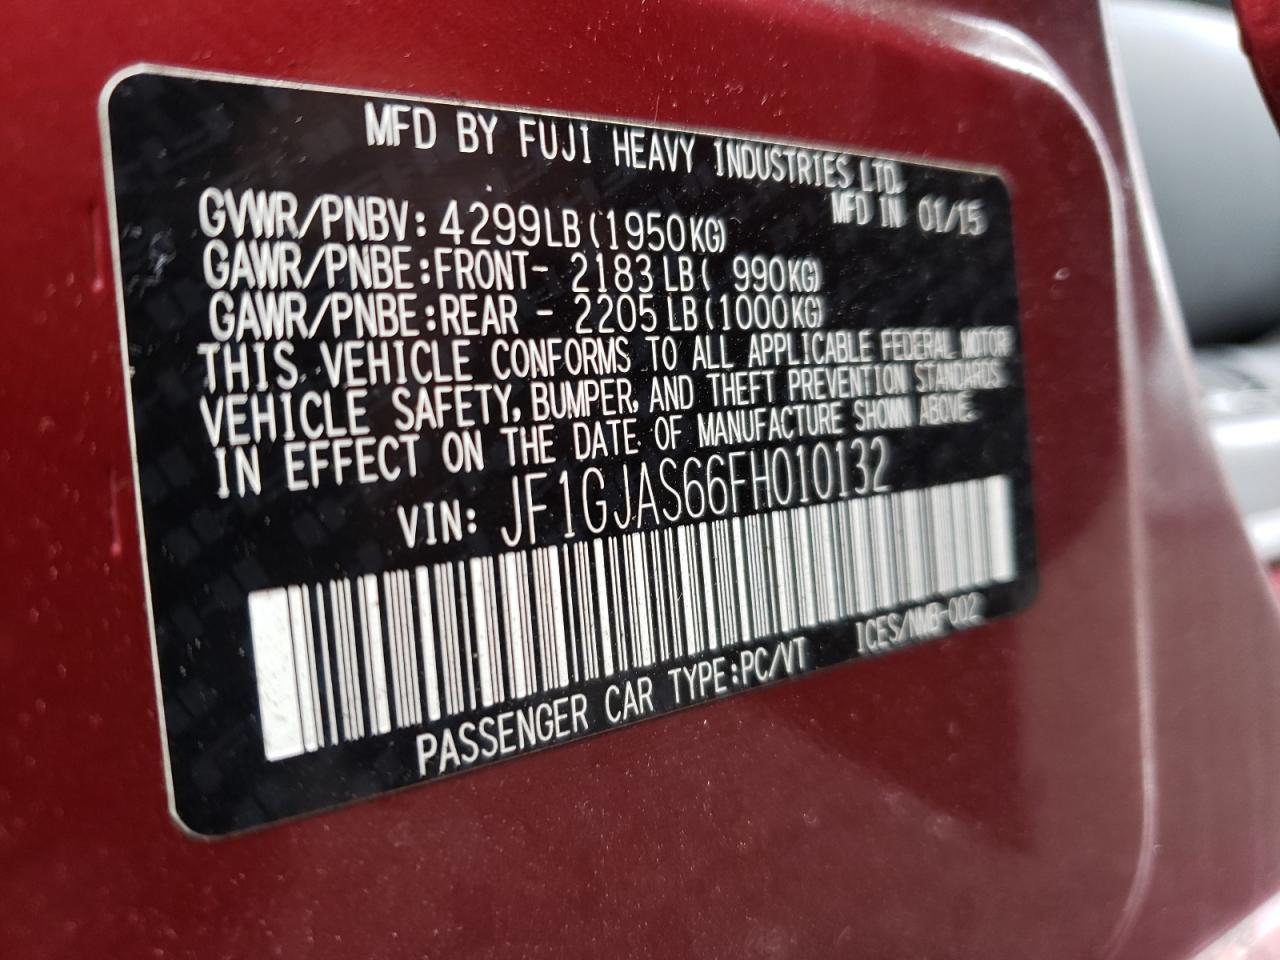 MFD BY FUJI HEAVY INDUSTRIES LTD.
MFD IN 01/15
GVWR/PNBV: 4299LB(1950KG)
GAWR/PNBE:FRONT- 2183LB( 990KG)
GAWR/PNBE:REAR - 2205LB(1000KG)
THIS VEHICLE CONFORMS TO ALL APPLICABLE FEDERAL MOTOR
VEHICLE SAFETY, BUMPER, AND THEFT PREVENTION STANDARDS
IN EFFECT ON THE DATE OF MANUFACTURE SHOWN ABOVE.
VIN: JF1GJAS66FH010132
PASSENGER CAR TYPE:PC/VT ICES/NMB-002